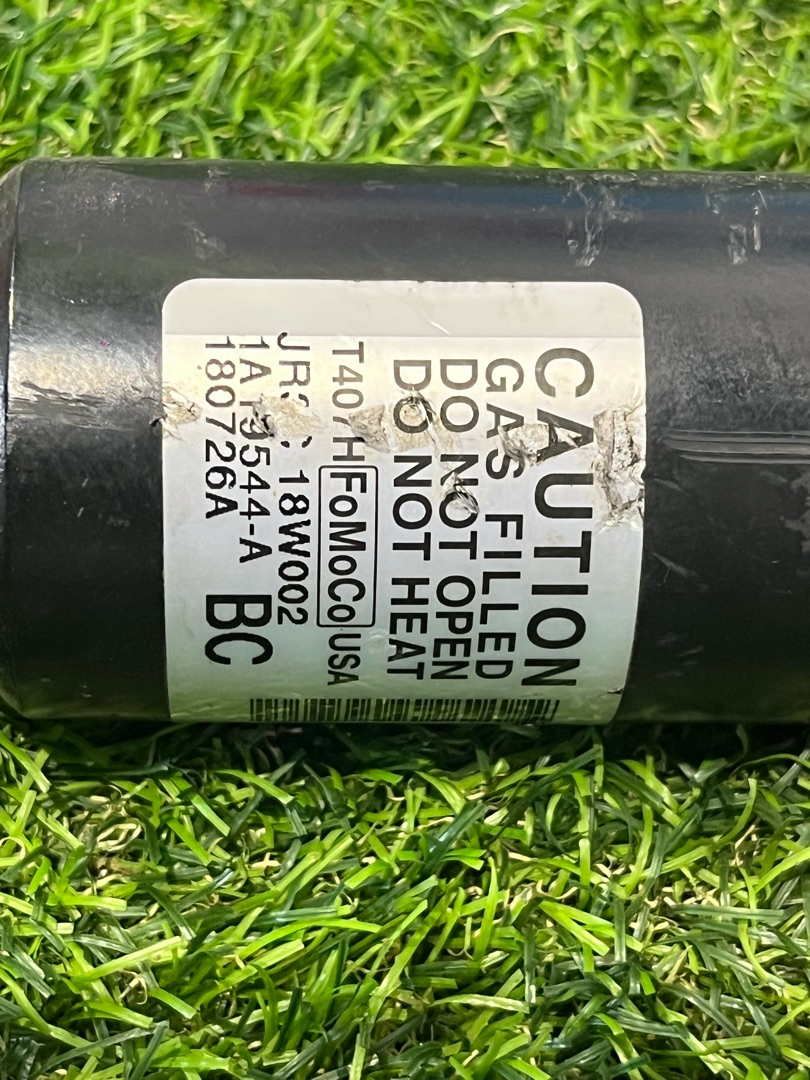 CAUTION
GAS FILLED
DO NOT OPEN
DO NOT HEAT
FoMoCo USA
18W002
BC
180726A